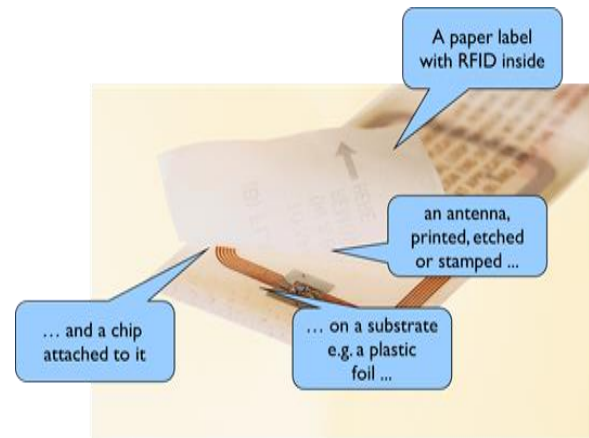 A paper label
with RFID inside
an antenna,
printed, etched
or stamped ...
... on a substrate
e.g. a plastic
foil ...
... and a chip
attached to it